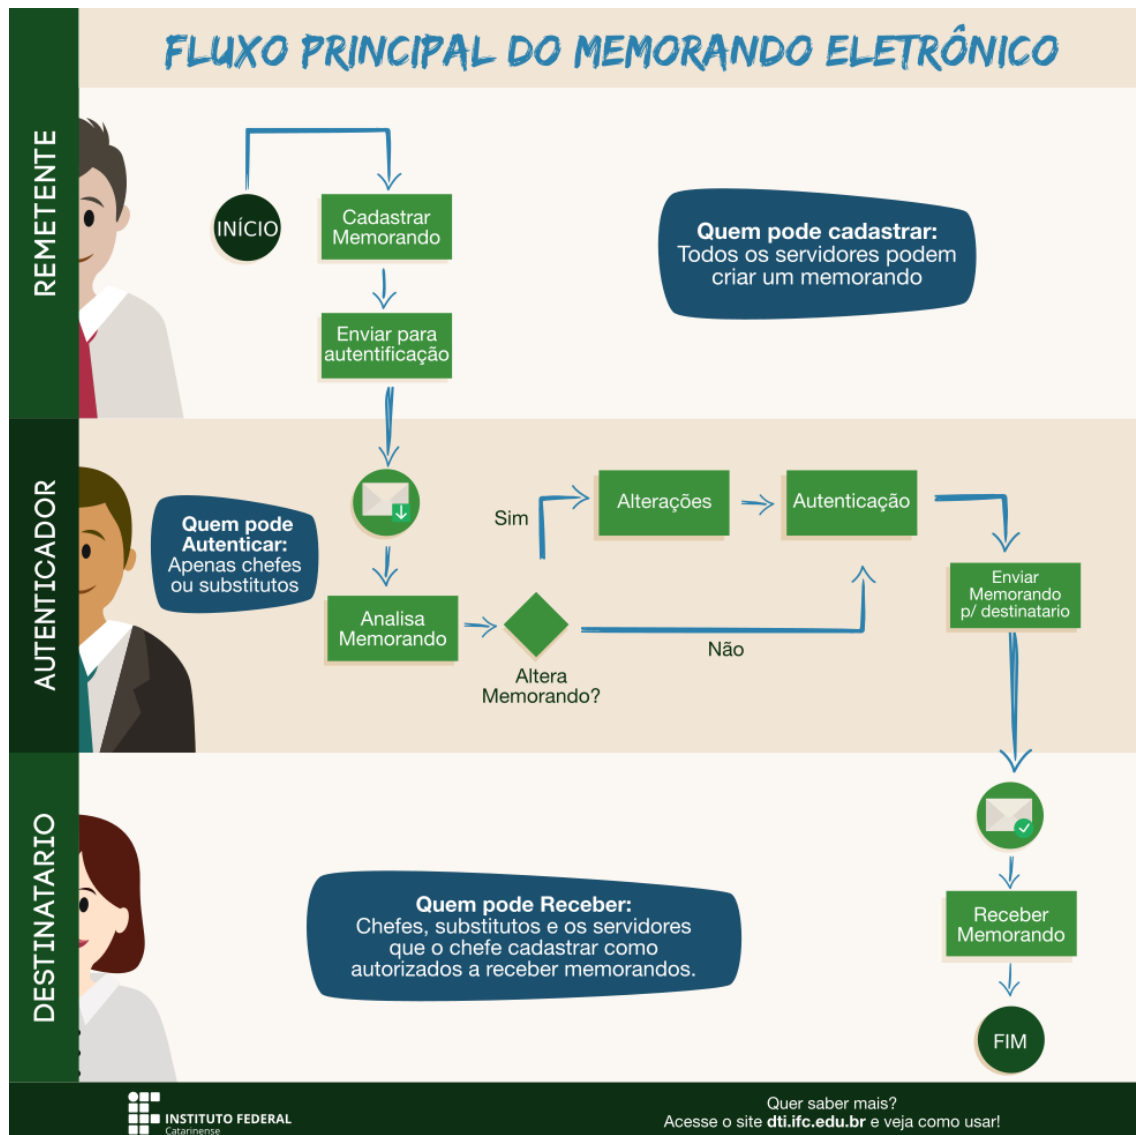 FLUXO PRINCIPAL DO MEMORANDO ELETRÔNICO
REMETENTE
INÍCIO
Cadastrar
Memorando
Enviar para
autentificação
Quem pode cadastrar:
Todos os servidores podem
criar um memorando
AUTENTICADOR
Quem pode
Autenticar:
Apenas chefes
ou substitutos
Analisa
Memorando
Altera
Memorando?
Sim
Não
Alterações
Autenticação
Enviar
Memorando
p/ destinatario
DESTINATARIO
Quem pode Receber:
Chefes, substitutos e os servidores
que o chefe cadastrar como
autorizados a receber memorandos.
Receber
Memorando
FIM
INSTITUTO FEDERAL
Catarinense
Quer saber mais?
Acesse o site dti.ifc.edu.br e veja como usar!